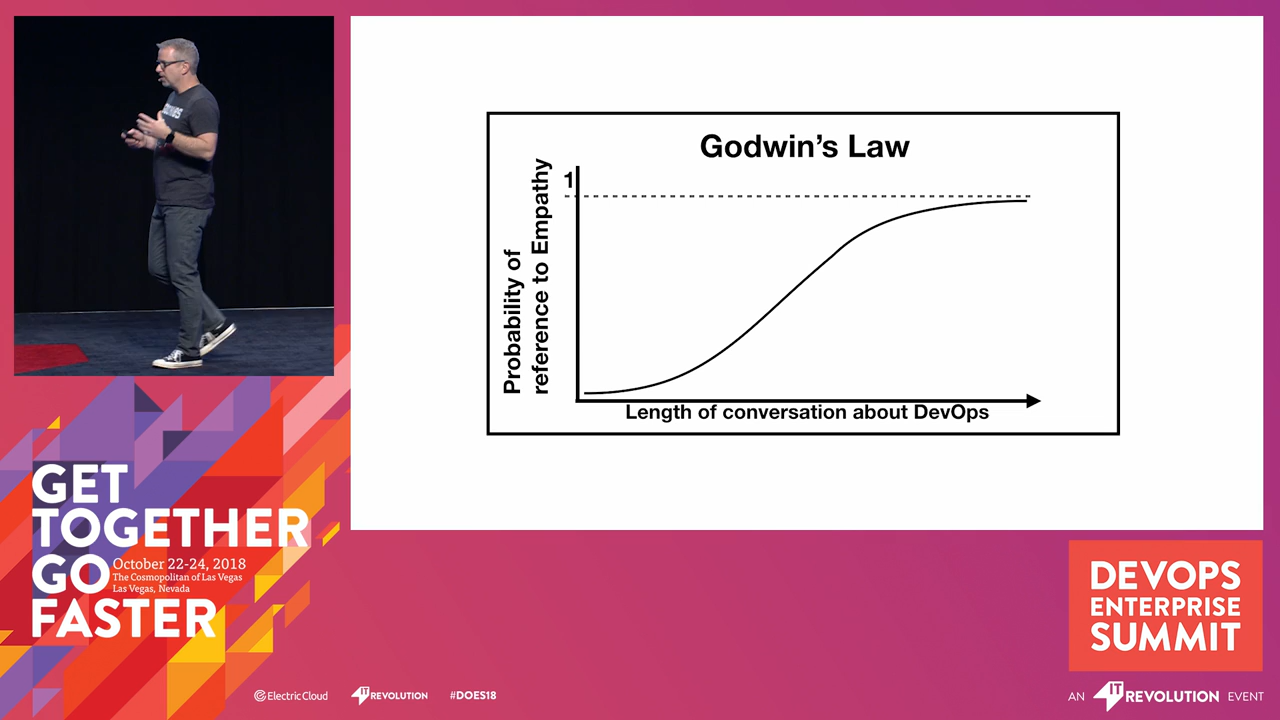 Godwin's Law
1
Probability of
reference to Empathy
Length of conversation about DevOps
GET
TOGETHER
GO
October 22-24, 2018
The Cosmopolitan of Las Vegas
Las Vegas, Nevada
FASTER
DEVOPS
ENTERPRISE
SUMMIT
Electric Cloud
IT REVOLUTION
#DOES18
AN IT REVOLUTION EVENT